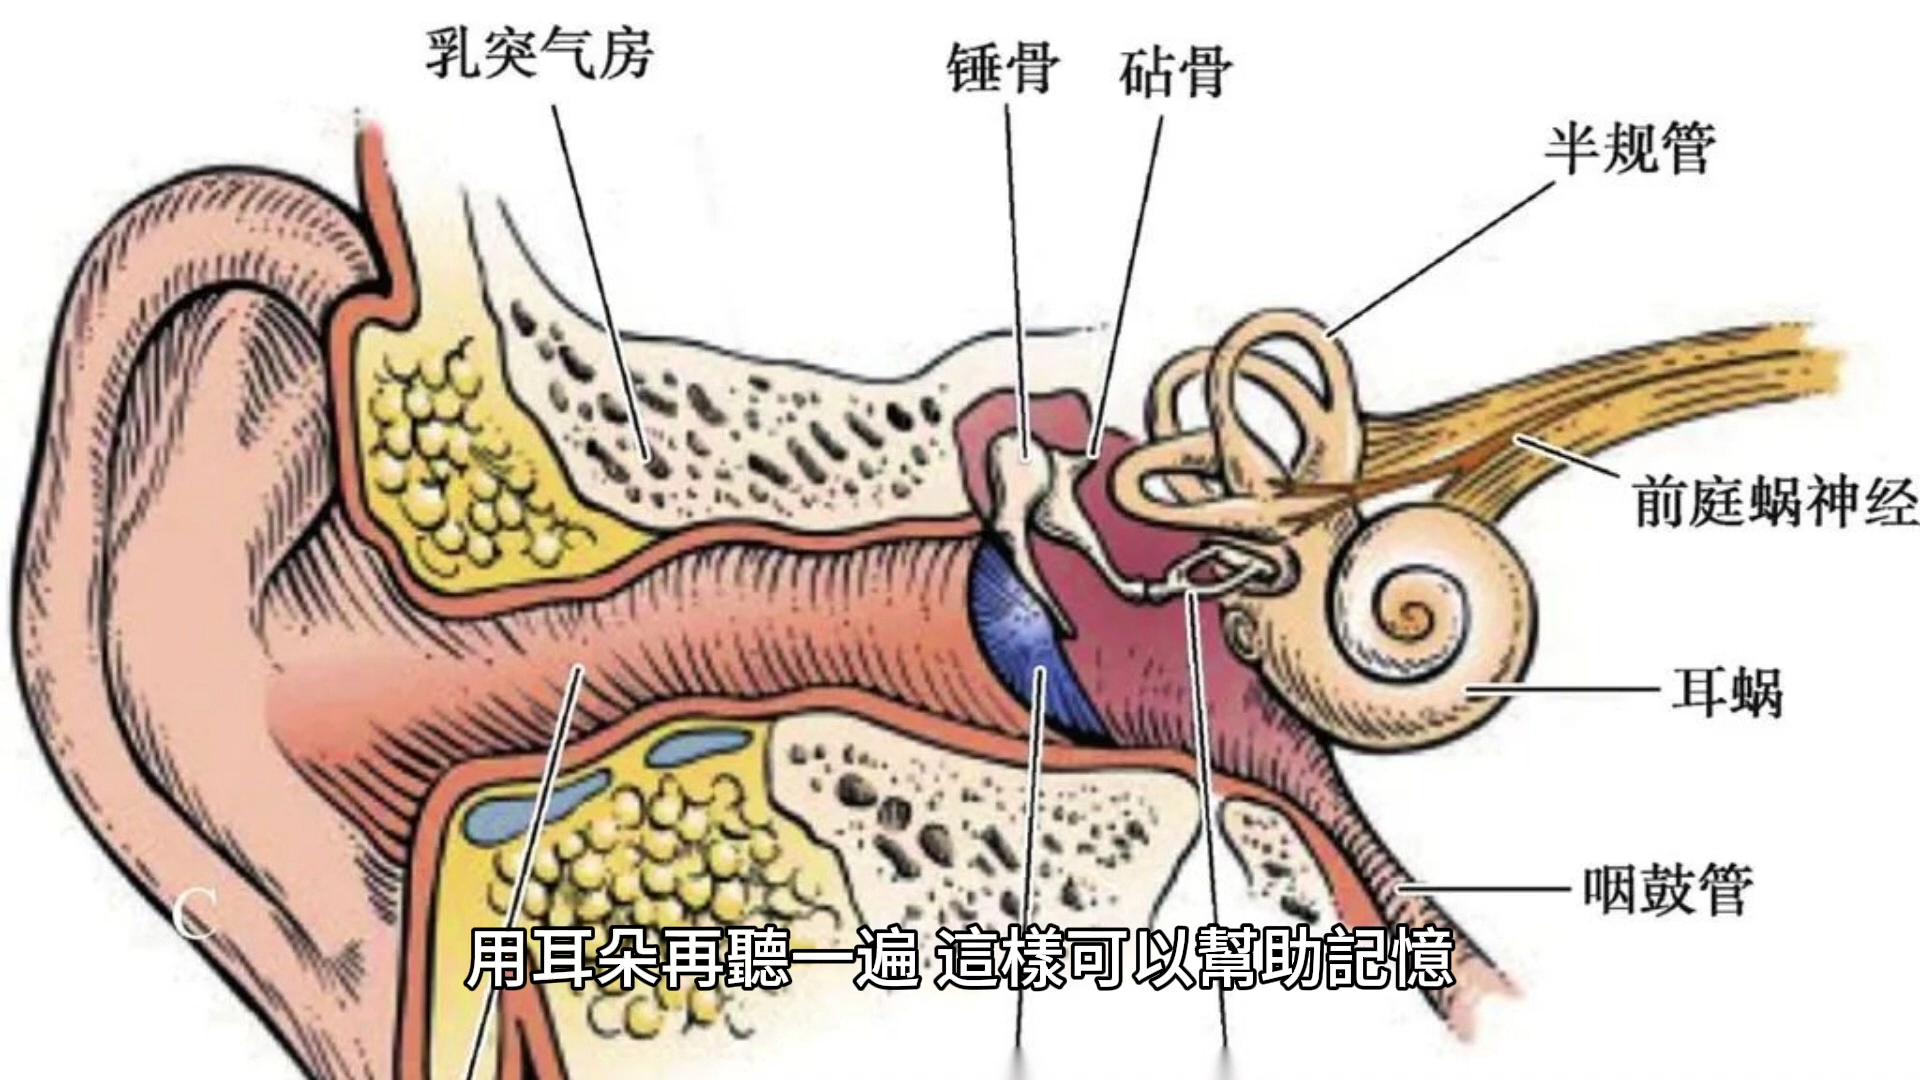 乳突气房
锤骨
砧骨
半规管
前庭蜗神经
耳蜗
咽鼓管
C
用耳朵再聽一遍 這樣可以幫助記憶